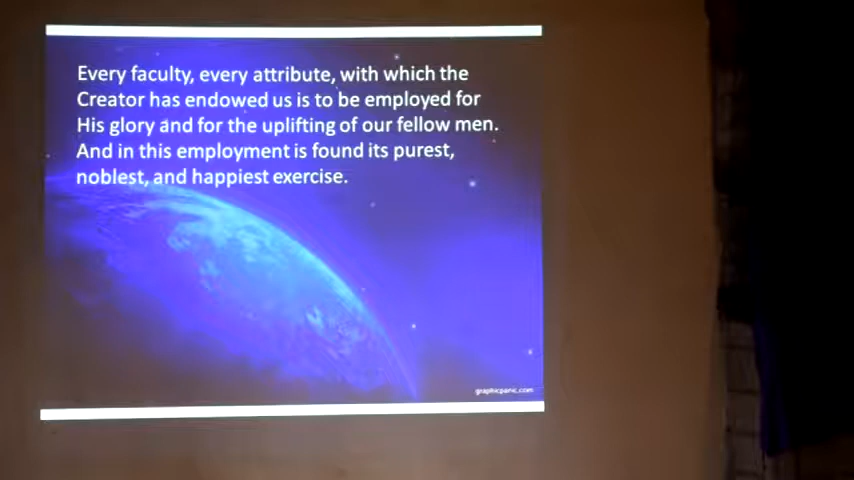 Every faculty, every attribute, with which the
Creator has endowed us is to be employed for
His glory and for the uplifting of our fellow men.
And in this employment is found its purest,
noblest, and happiest exercise.
graphicpanic.com